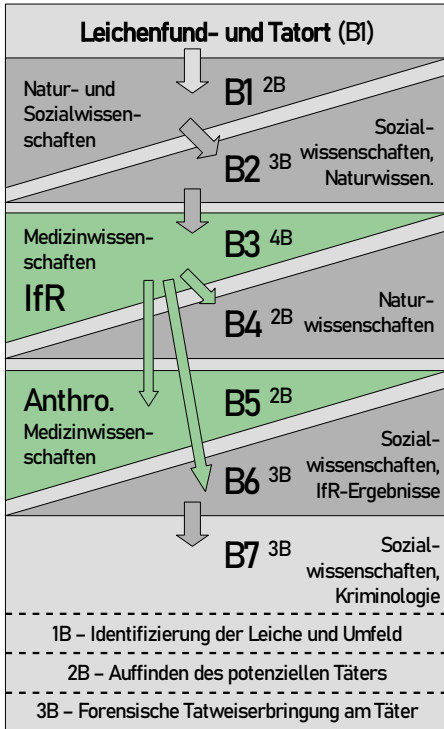 Leichenfund- und Tatort (B1)
Natur- und
Sozialwissen-
schaften
B1 2B
B2 3B
Sozial-
wissenschaften,
Naturwissen.
Medizinwissen-
schaften
IfR
B3 4B
B4 2B
Natur-
wissenschaften
Anthro.
Medizinwissen-
schaften
B5 2B
B6 3B
Sozial-
wissenschaften,
IfR-Ergebnisse
B7 3B
Sozial-
wissenschaften,
Kriminologie
1B – Identifizierung der Leiche und Umfeld
2B – Auffinden des potenziellen Täters
3B – Forensische Tatweiserbringung am Täter